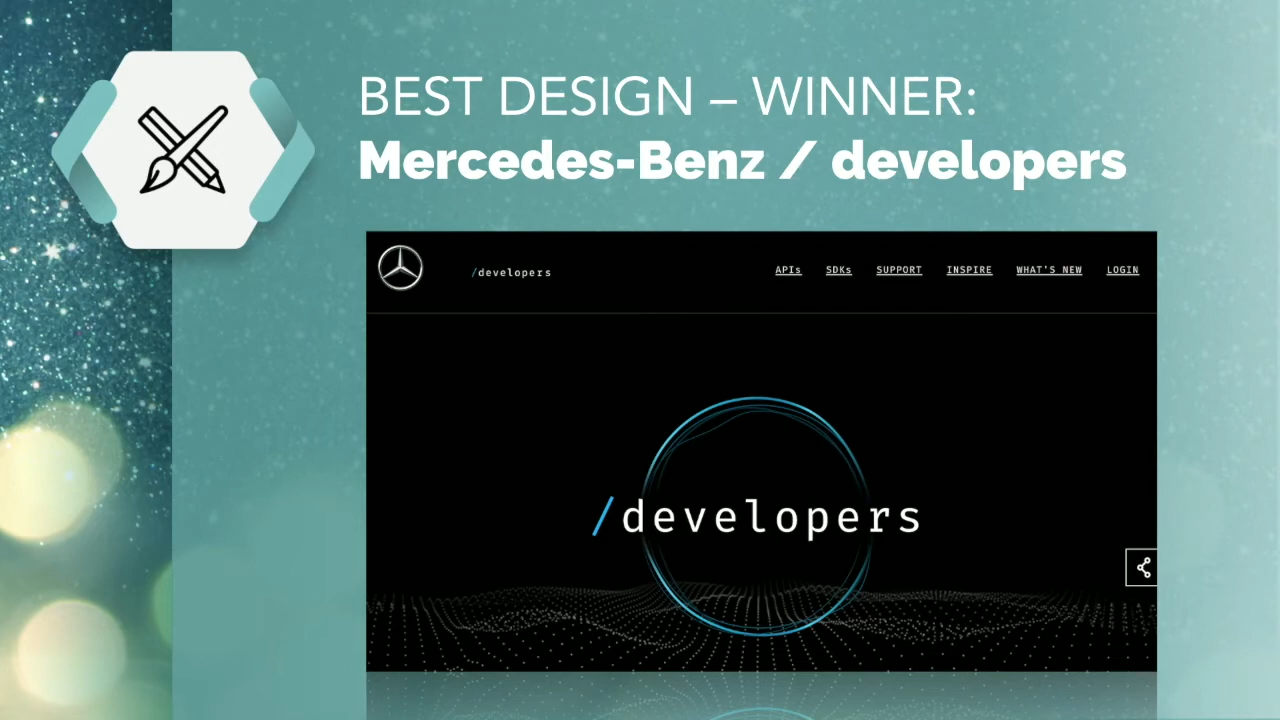 BEST DESIGN – WINNER:
Mercedes-Benz / developers
/developers
APIs SDKs SUPPORT INSPIRE WHAT'S NEW LOGIN
/developers